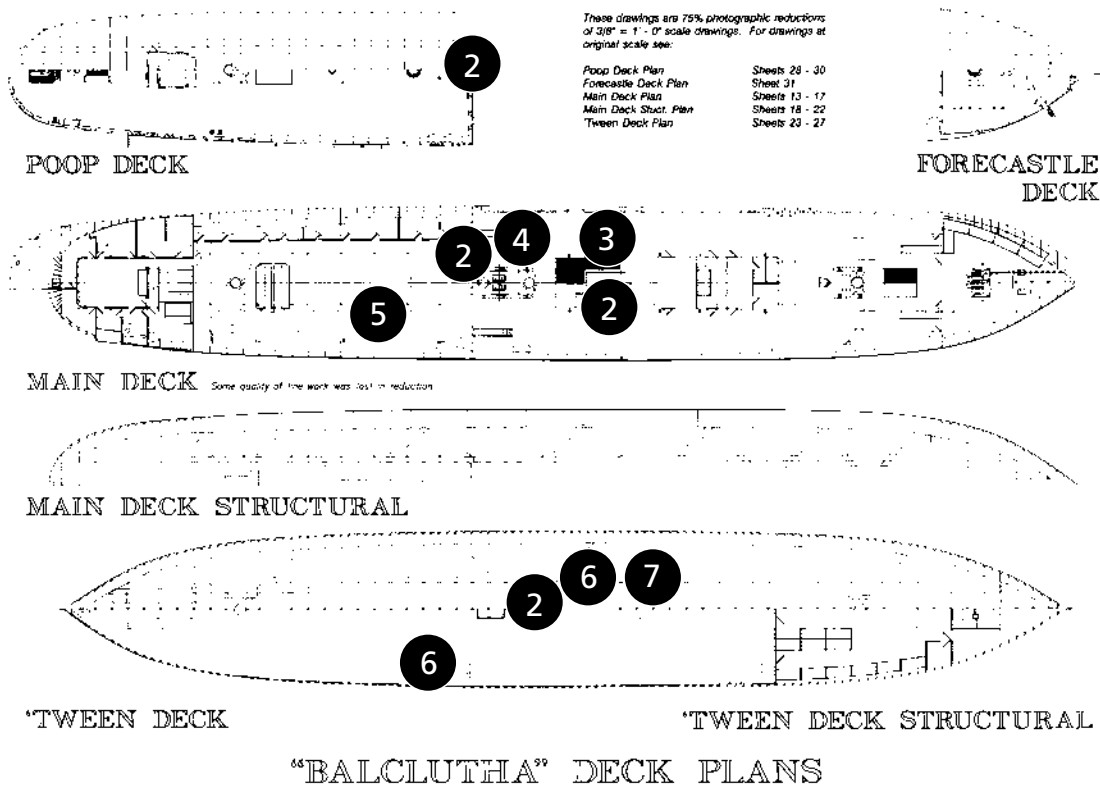 These drawings are 75% photographic reductions
of 3/8" = 1' - 0" scale drawings. For drawings at
original scale see:
Poop Deck Plan Sheets 28 - 30
Forecastle Deck Plan Sheet 31
Main Deck Plan Sheets 13 - 17
Main Deck Stuct. Plan Sheets 18 - 22
'Tween Deck Plan Sheets 23 - 27
2
POOP DECK
FORECASTLE
DECK
4
3
2
2
5
MAIN DECK Some quality of line work was lost in reduction
MAIN DECK STRUCTURAL
6
7
2
6
'TWEEN DECK
'TWEEN DECK STRUCTURAL
"BALCLUTHA" DECK PLANS